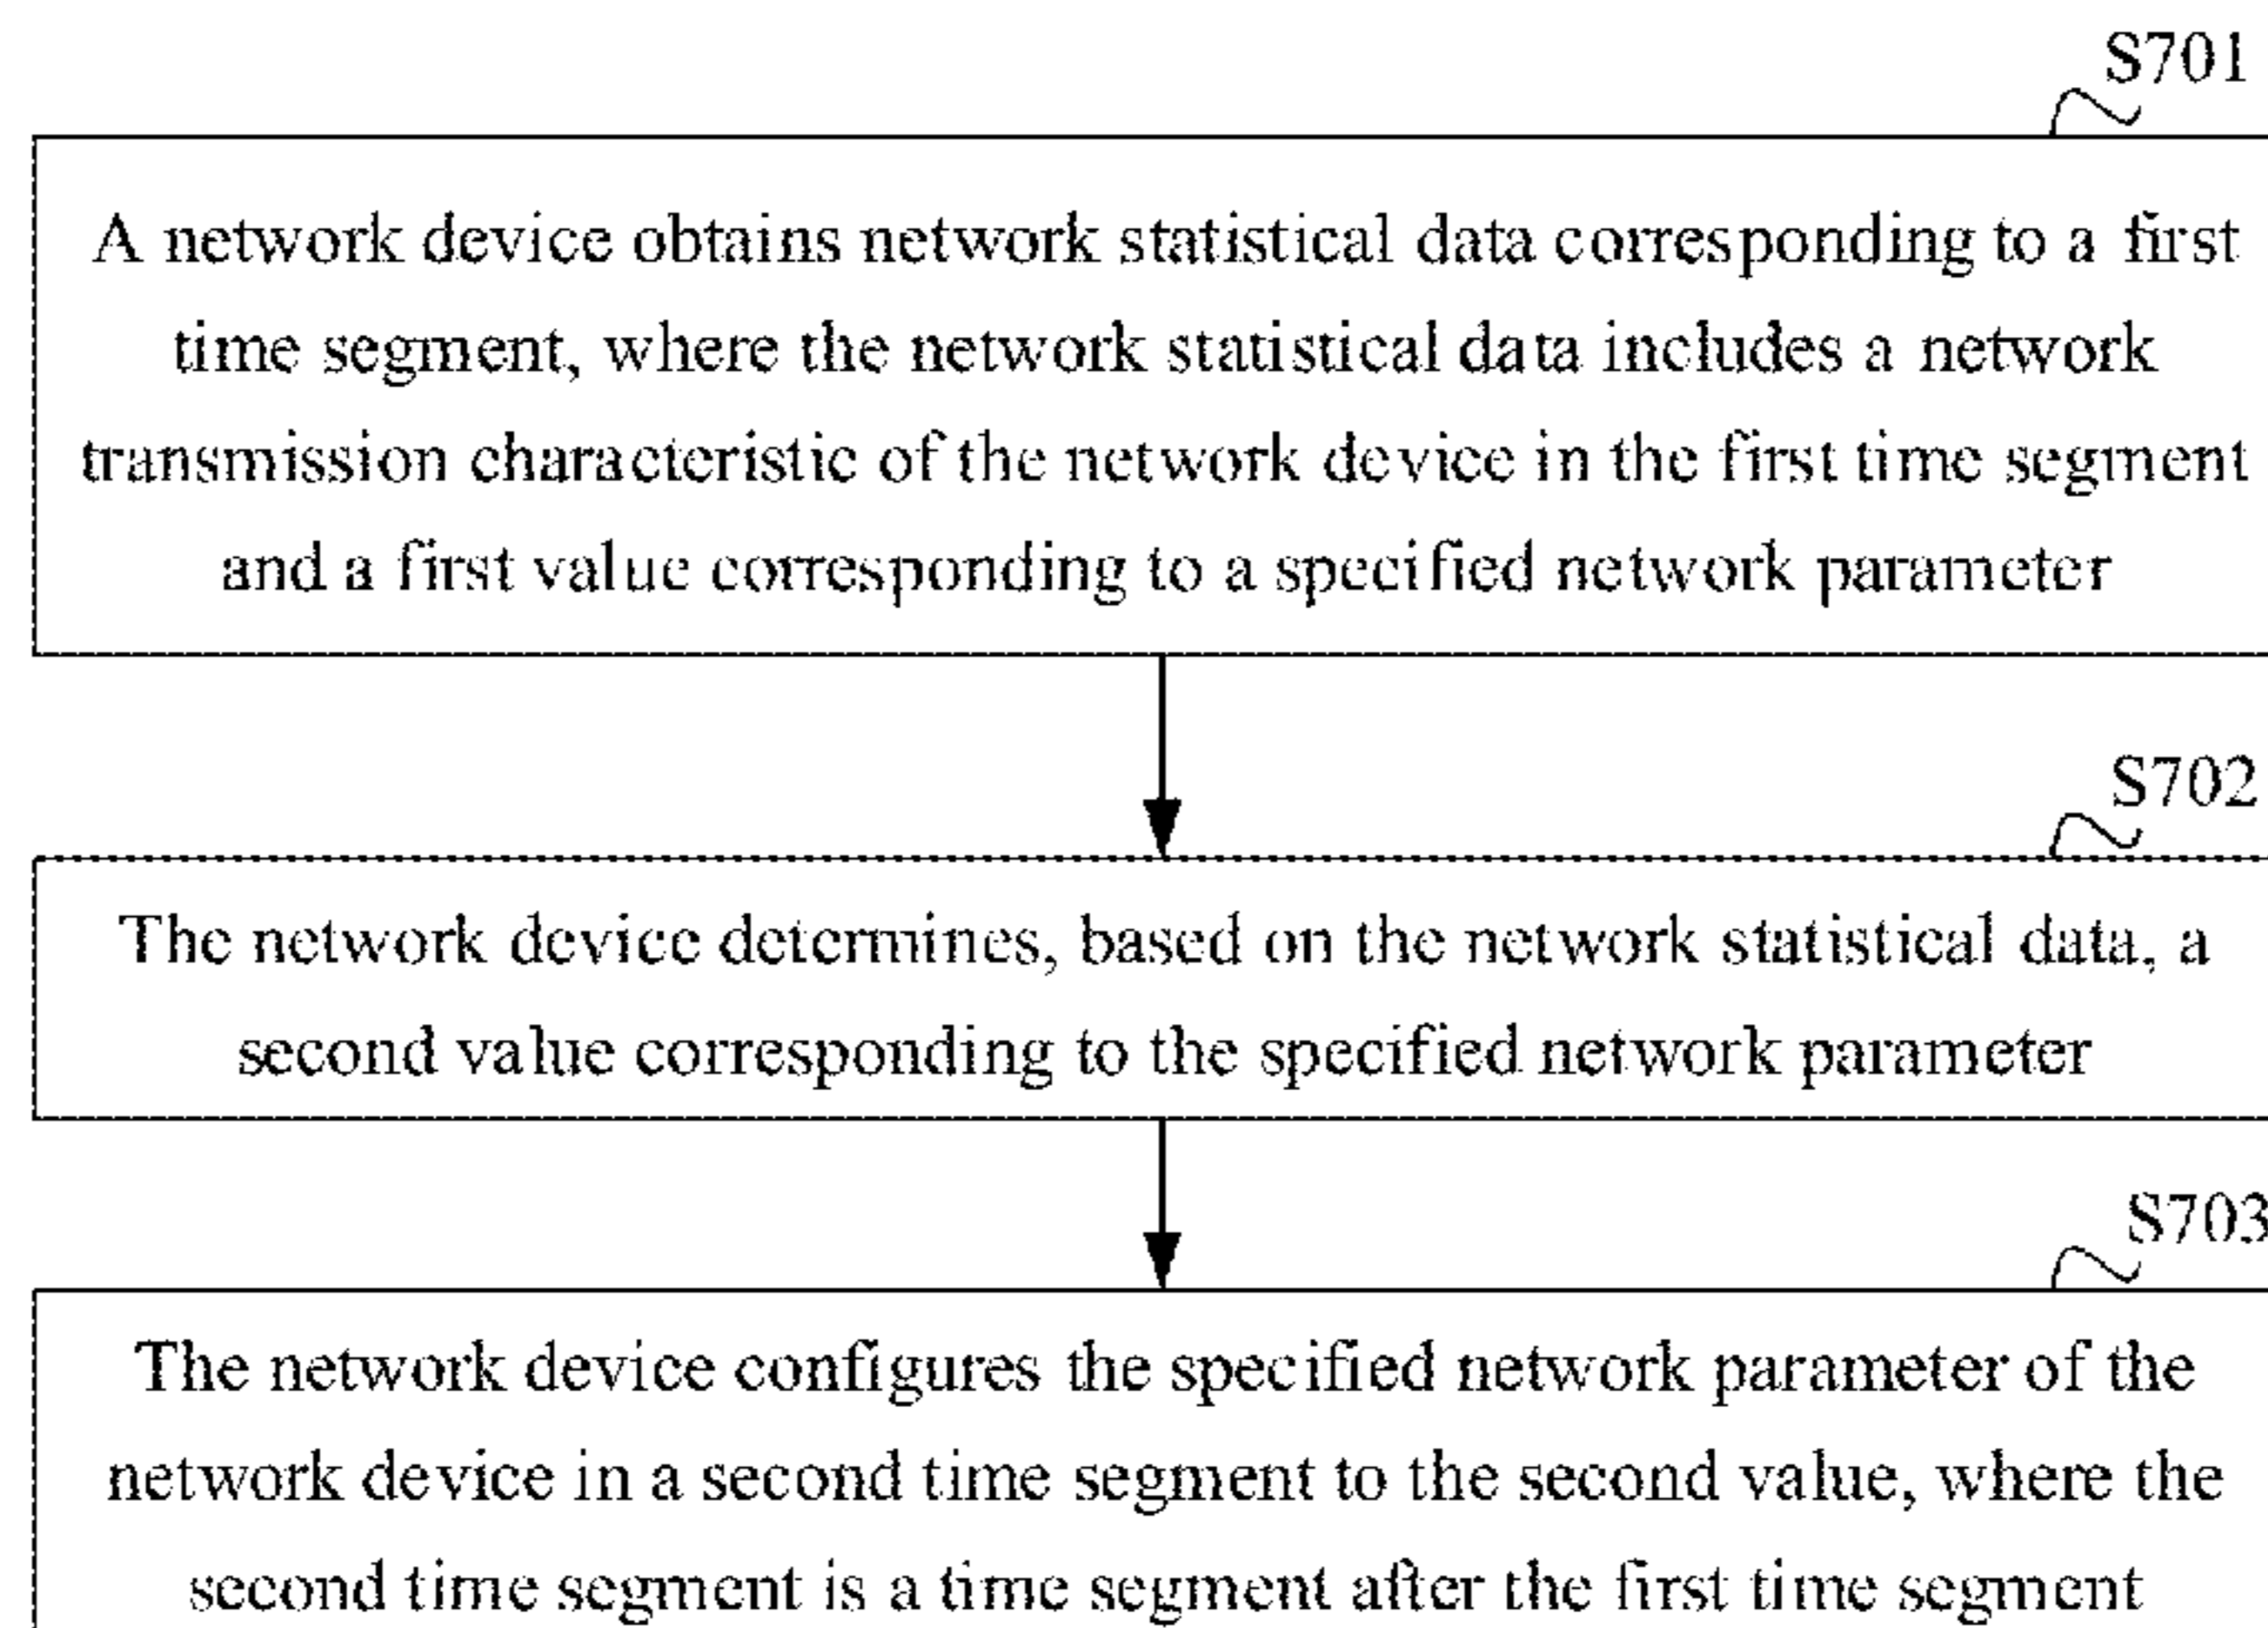 S701
A network device obtains network statistical data corresponding to a first
time segment, where the network statistical data includes a network
transmission characteristic of the network device in the first time segment
and a first value corresponding to a specified network parameter
S702
The network device determines, based on the network statistical data, a
second value corresponding to the specified network parameter
S703
The network device configures the specified network parameter of the
network device in a second time segment to the second value, where the
second time segment is a time segment after the first time segment